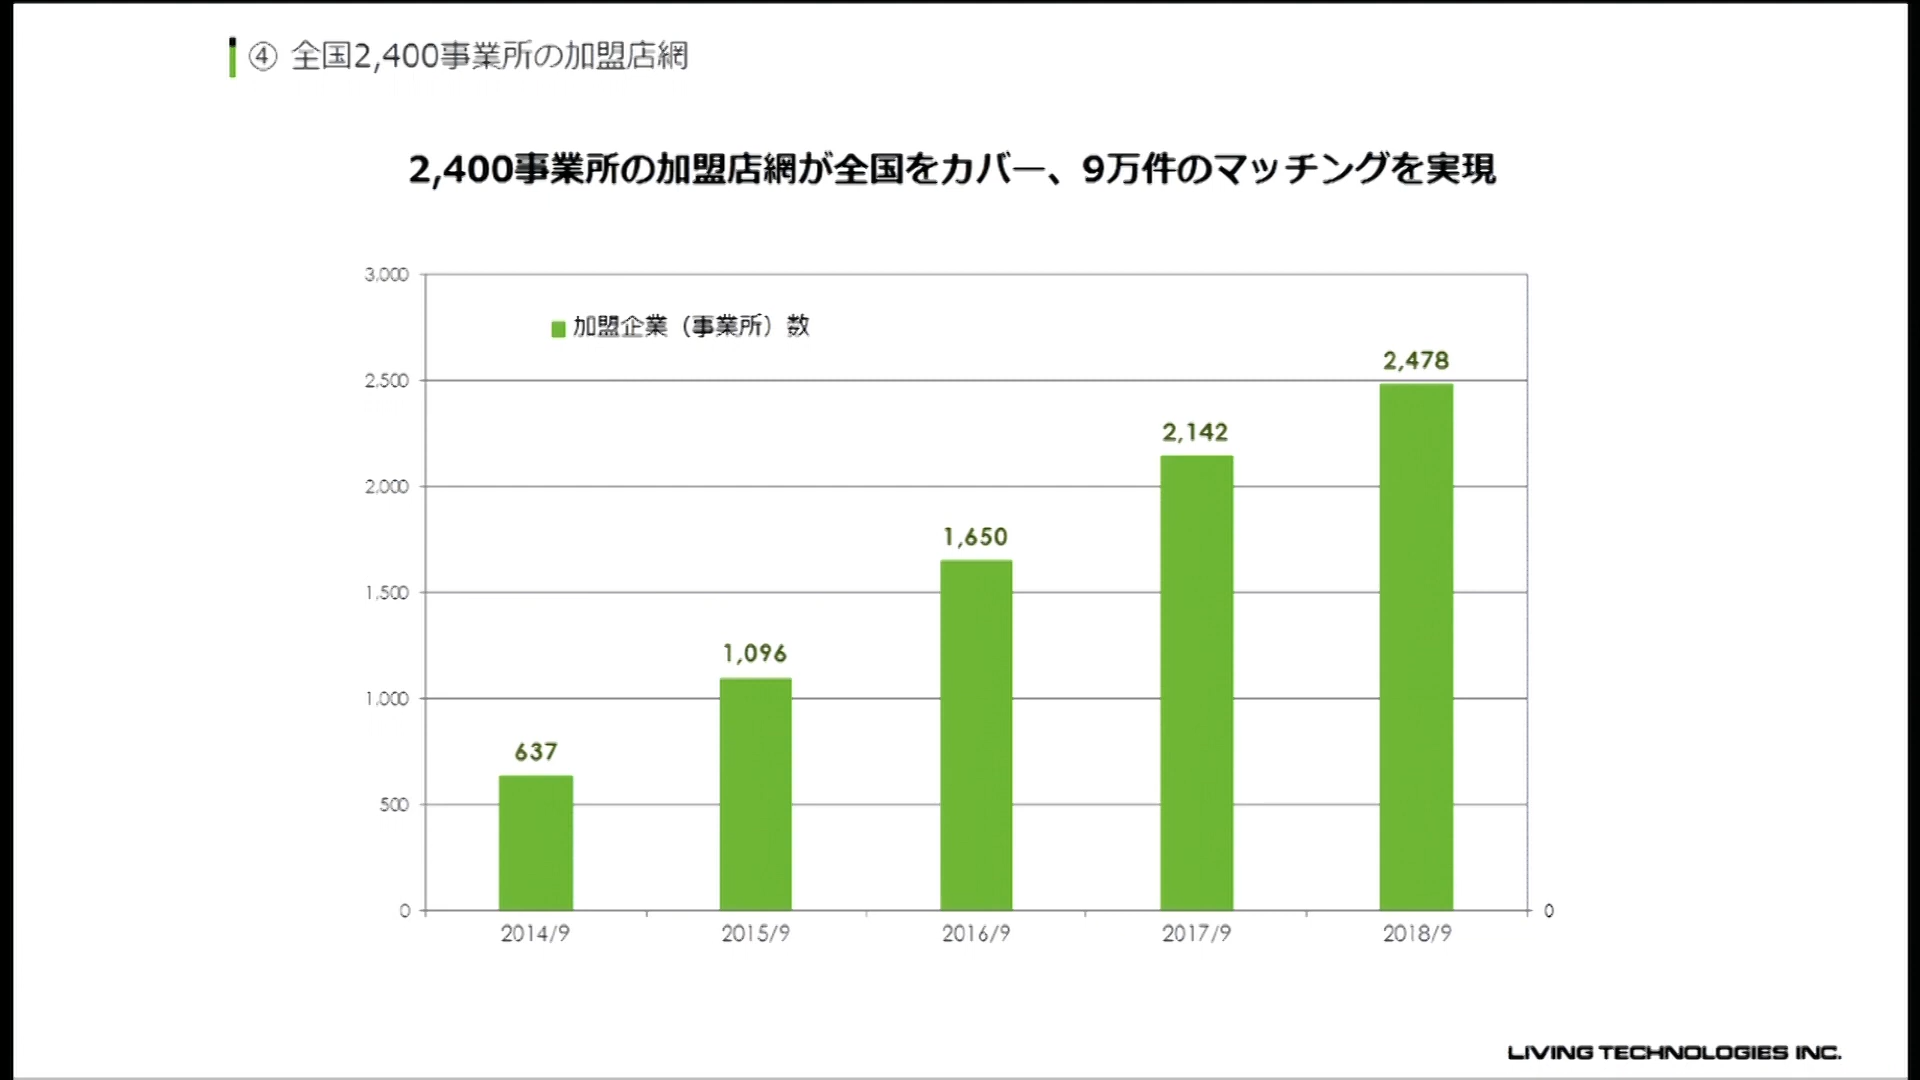 ④ 全国2,400事業所の加盟店網
2,400事業所の加盟店網が全国をカバー、9万件のマッチングを実現
3,000
加盟企業（事業所）数
2,478
2,500
2,142
2,000
1,650
1,500
1,096
1,000
637
500
0
0
2014/9 2015/9 2016/9 2017/9 2018/9
LIVING TECHNOLOGIES INC.